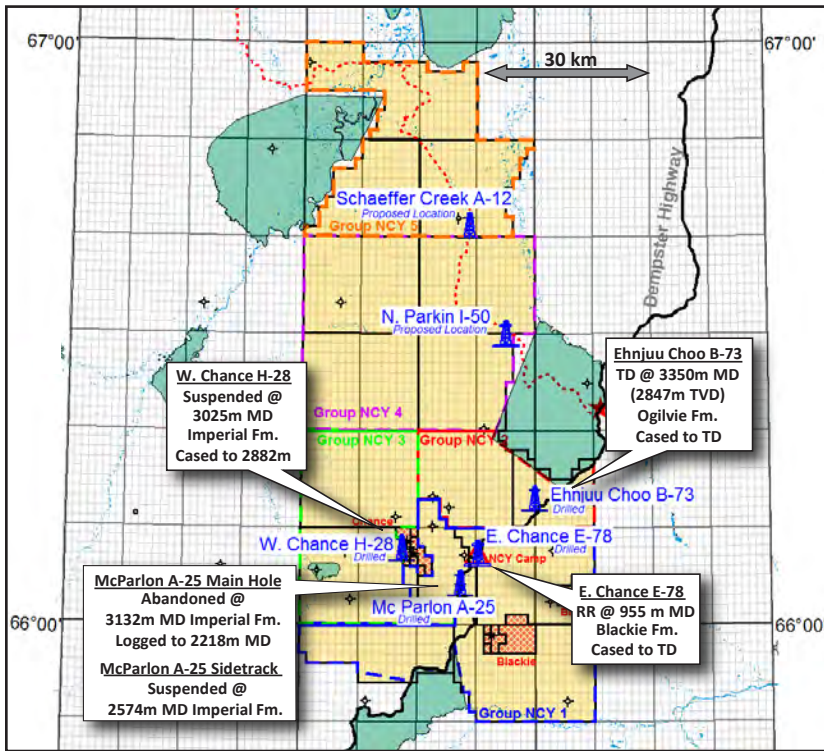 67°00'
67°00'
30 km
Dempster Highway
Schaeffer Creek A-12
Proposed Location
Group NCY 5
N. Parkin I-50
Proposed Location
Ehnjuu Choo B-73
TD @ 3350m MD
(2847m TVD)
Ogilvie Fm.
Cased to TD
W. Chance H-28
Suspended @
3025m MD
Imperial Fm.
Cased to 2882m
Group NCY 4
Group NCY 3
Group NCY 2
Ehnjuu Choo B-73
Drilled
Chance
E. Chance E-78
Drilled
W. Chance H-28
Drilled
NCY Camp
McParlon A-25 Main Hole
Abandoned @
3132m MD Imperial Fm.
Logged to 2218m MD
McParlon A-25 Sidetrack
Suspended @
2574m MD Imperial Fm.
E. Chance E-78
RR @ 955 m MD
Blackie Fm.
Cased to TD
Mc Parlon A-25
Drilled
66°00'
66°00'
Blackie
Group NCY 1